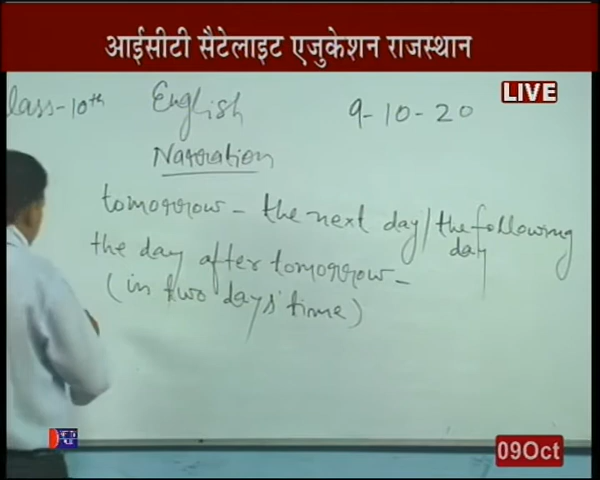 आईसीटी सैटेलाइट एजुकेशन राजस्थान
LIVE
lass-10th English 9-10-20
Narration
tomorrow - the next day/the following day
the day after tomorrow -
(in two days' time)
09Oct